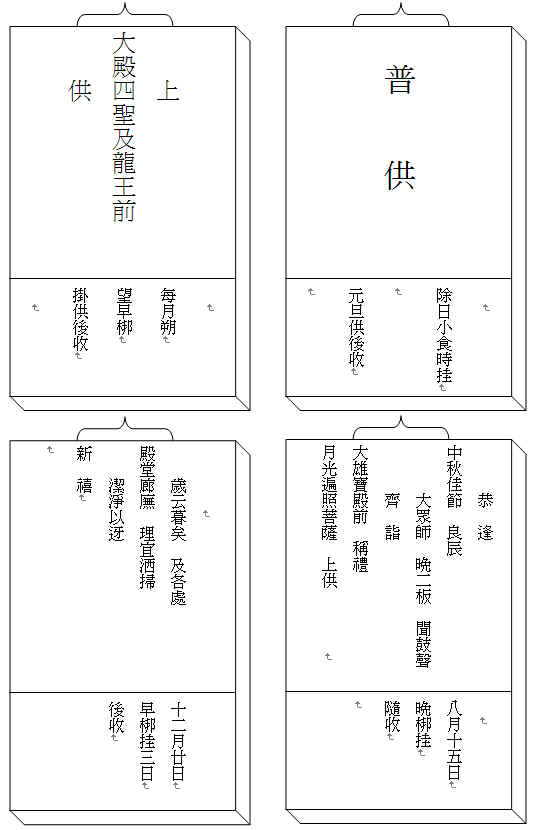 普供
除日小食時挂
元旦供後收
上
大殿四聖及龍王前
供
每月朔
望早梆
掛供後收
恭逢
中秋佳節 良辰
大眾師 晚二板 聞鼓聲
齊詣
大雄寶殿前 稱禮
月光遍照菩薩 上供
八月十五日
晚梆挂
隨收
歲云暮矣 及各處
殿堂廊廡 理宜洒掃
潔淨以迓
新禧
十二月廿日
早梆挂三日
後收